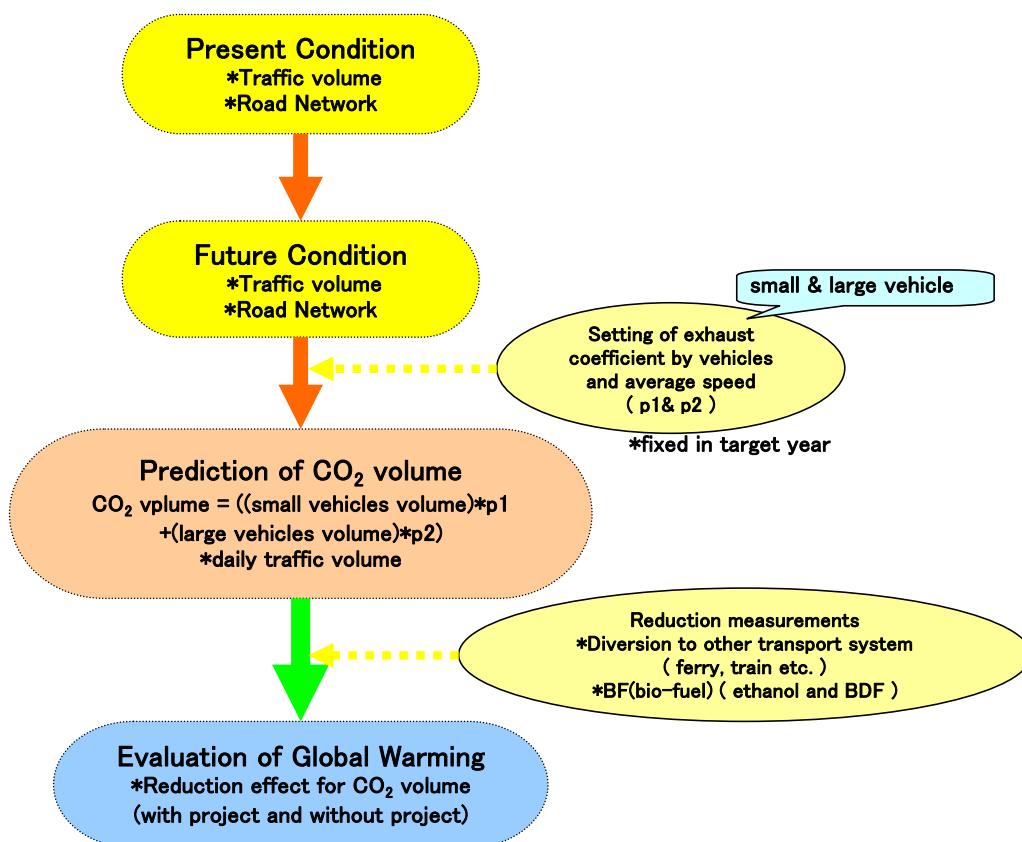 Present Condition
*Traffic volume
*Road Network
Future Condition
*Traffic volume
*Road Network
small & large vehicle
Setting of exhaust
coefficient by vehicles
and average speed
( p1& p2 )
*fixed in target year
Prediction of CO₂ volume
CO₂ vplume = ((small vehicles volume)*p1
+(large vehicles volume)*p2)
*daily traffic volume
Reduction measurements
*Diversion to other transport system
( ferry, train etc. )
*BF(bio-fuel) ( ethanol and BDF )
Evaluation of Global Warming
*Reduction effect for CO₂ volume
(with project and without project)